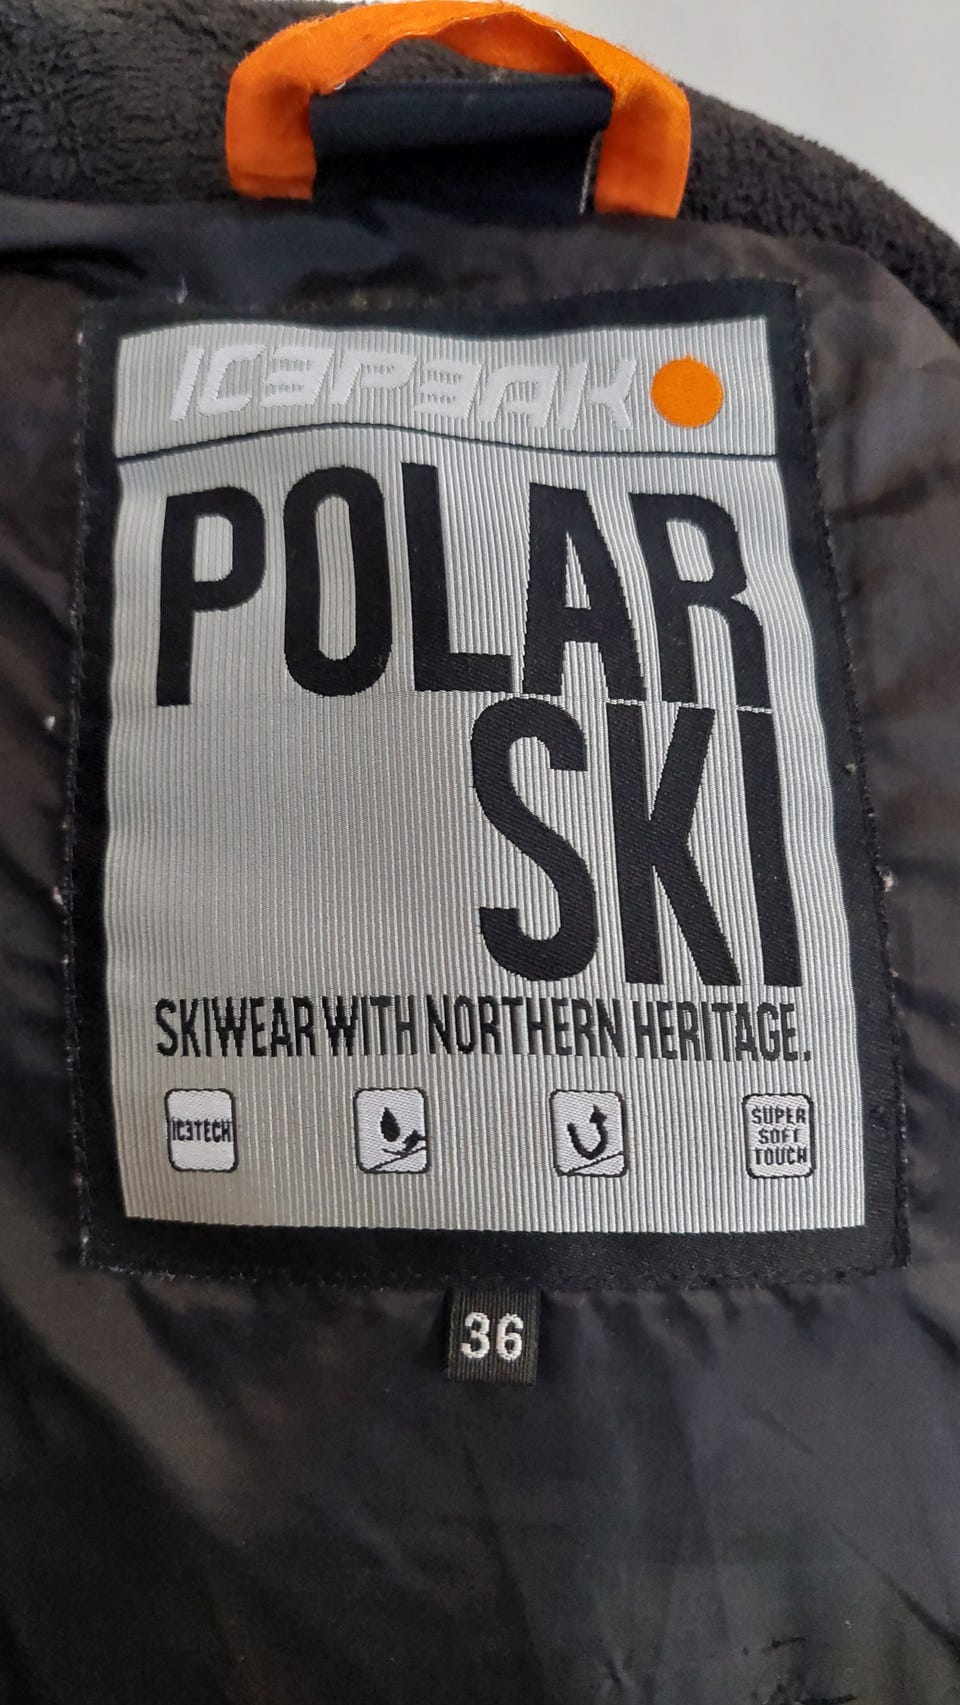 ICEPEAK
POLAR
SKI
SKIWEAR WITH NORTHERN HERITAGE.
ICETECH
SUPER
SOFT
TOUCH
36